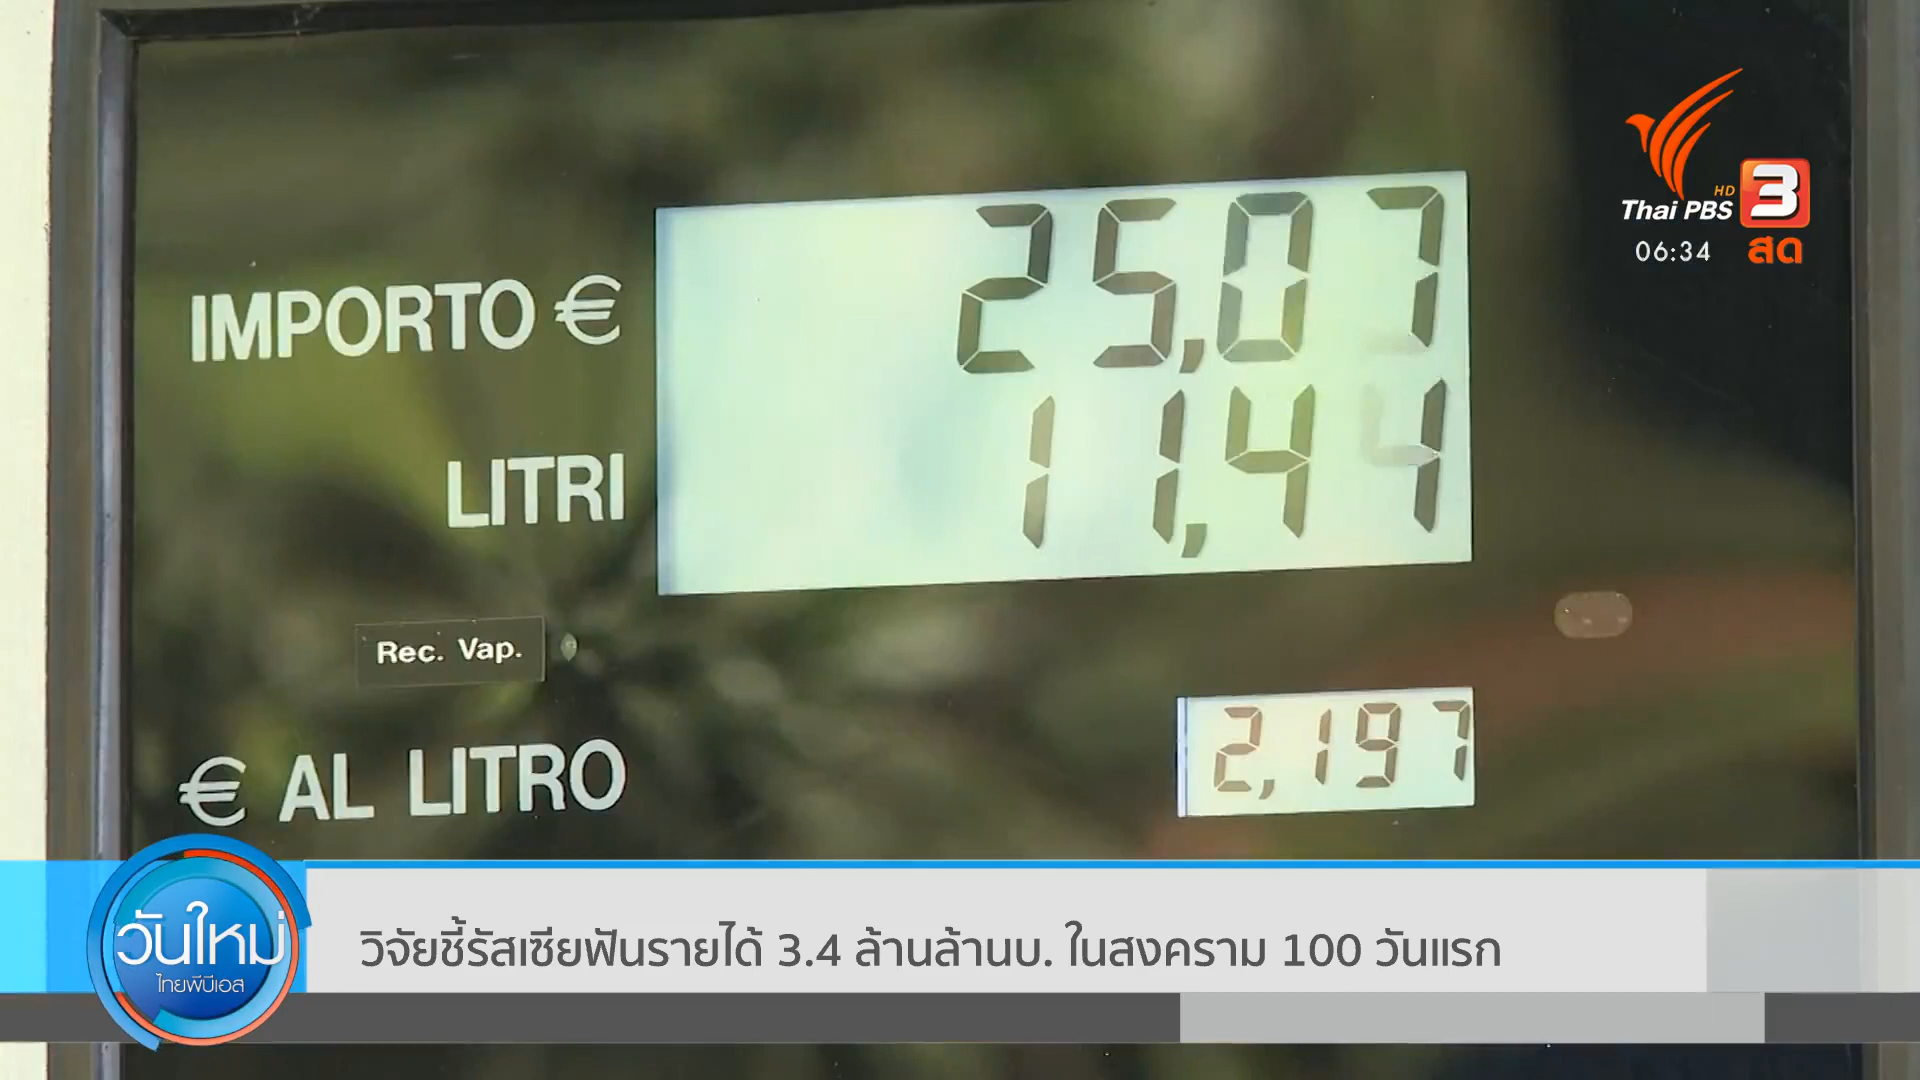 HD
Thai PBS 3
06:34 สด
IMPORTO € 25,07
LITRI 11,41
Rec. Vap.
€ AL LITRO 2,197
วันใหม่
ไทยพีบีเอส
วิจัยชี้รัสเซียฟันรายได้ 3.4 ล้านล้านบ. ในสงคราม 100 วันแรก